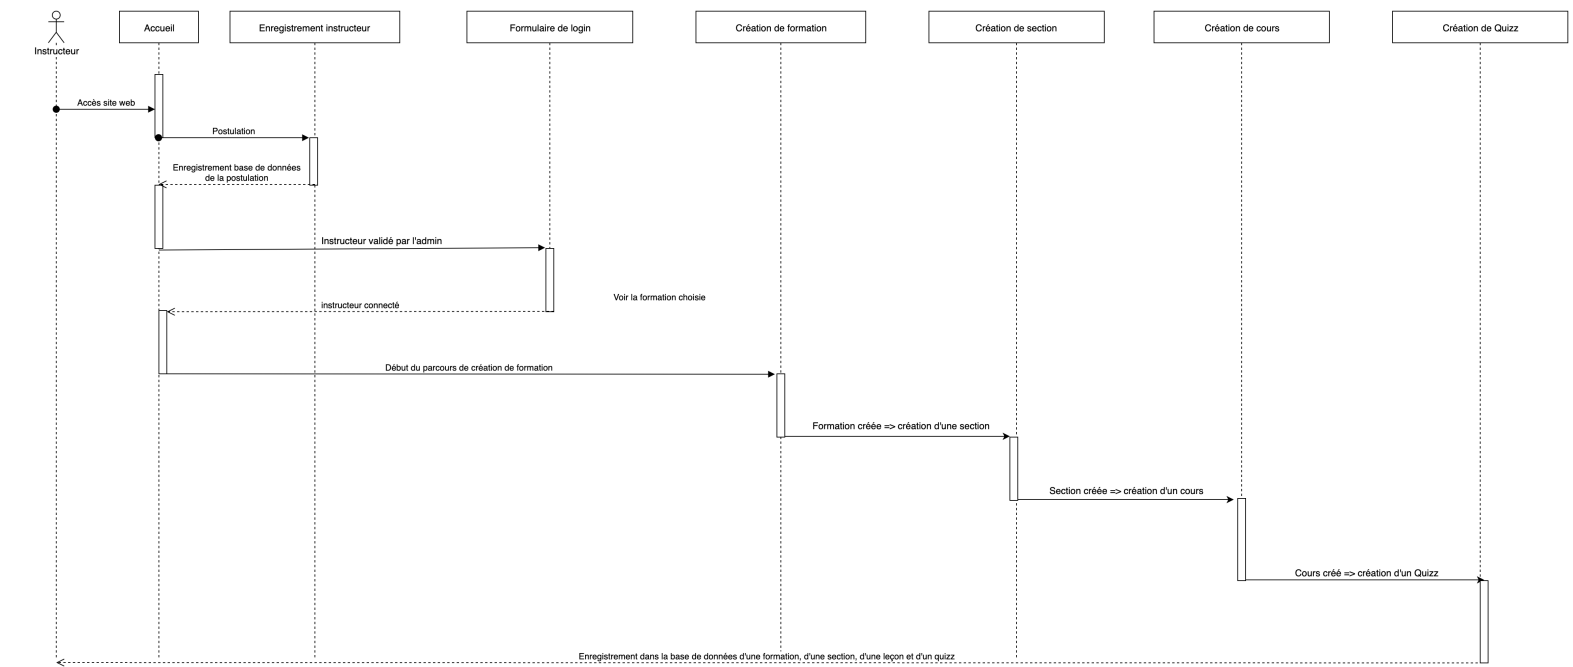 Instructeur
Accueil
Enregistrement instructeur
Formulaire de login
Création de formation
Création de section
Création de cours
Création de Quizz
Accès site web
Postulation
Enregistrement base de données
de la postulation
Instructeur validé par l'admin
Voir la formation choisie
instructeur connecté
Début du parcours de création de formation
Formation créée => création d'une section
Section créée => création d'un cours
Cours créé => création d'un Quizz
Enregistrement dans la base de données d'une formation, d'une section, d'une leçon et d'un quizz